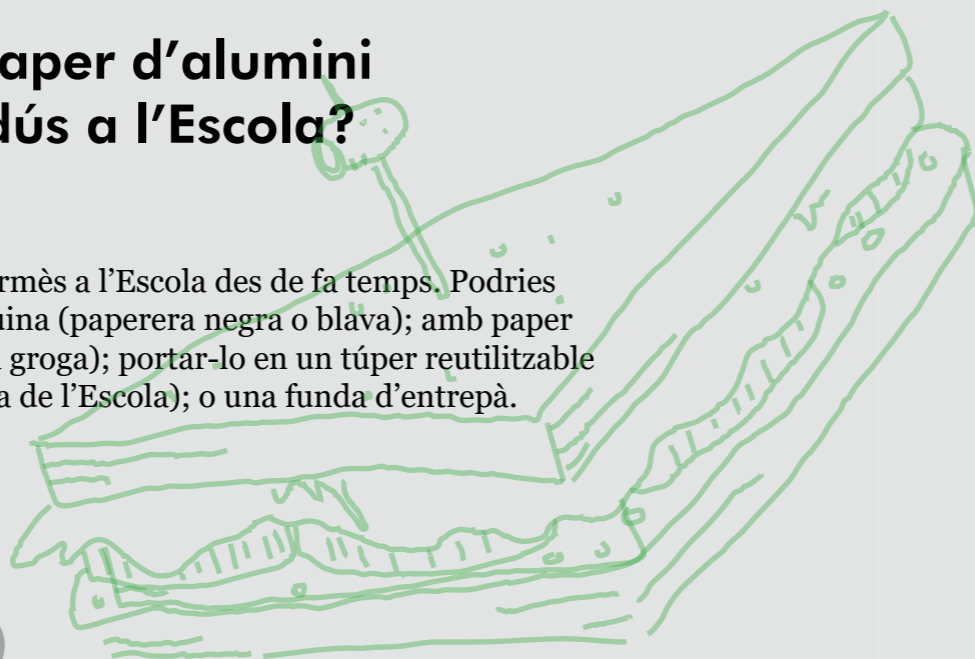 aper d’alumini
dús a l’Escola?
rmès a l’Escola des de fa temps. Podries
uina (paperera negra o blava); amb paper
groga); portar-lo en un túper reutilitzable
a de l’Escola); o una funda d’entrepà.